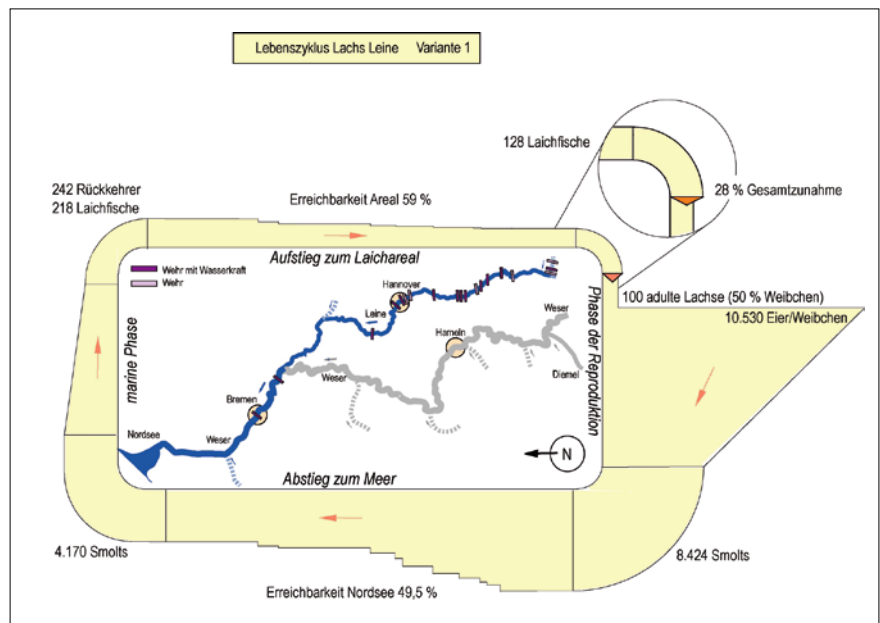 Lebenszyklus Lachs Leine Variante 1
128 Laichfische
28 % Gesamtzunahme
242 Rückkehrer
218 Laichfische
Erreichbarkeit Areal 59 %
Aufstieg zum Laichareal
Wehr mit Wasserkraft
Wehr
Hannover
Leine
Weser
Hameln
Diemel
Weser
Bremen
Weser
Nordsee
marine Phase
Phase der Reproduktion
100 adulte Lachse (50 % Weibchen)
10.530 Eier/Weibchen
N
Abstieg zum Meer
4.170 Smolts
8.424 Smolts
Erreichbarkeit Nordsee 49,5 %